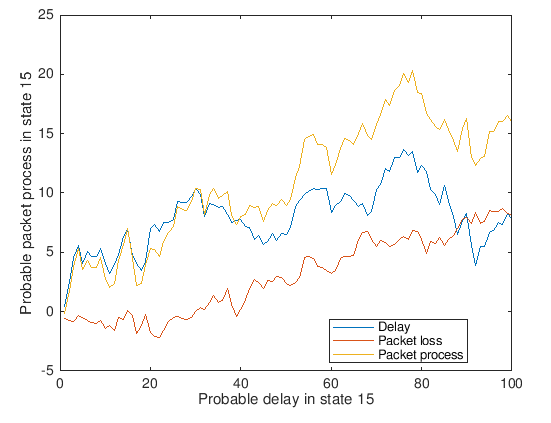 25
20
15
10
5
0
-5
Probable packet process in state 15
Delay
Packet loss
Packet process
0
20
40
60
80
100
Probable delay in state 15